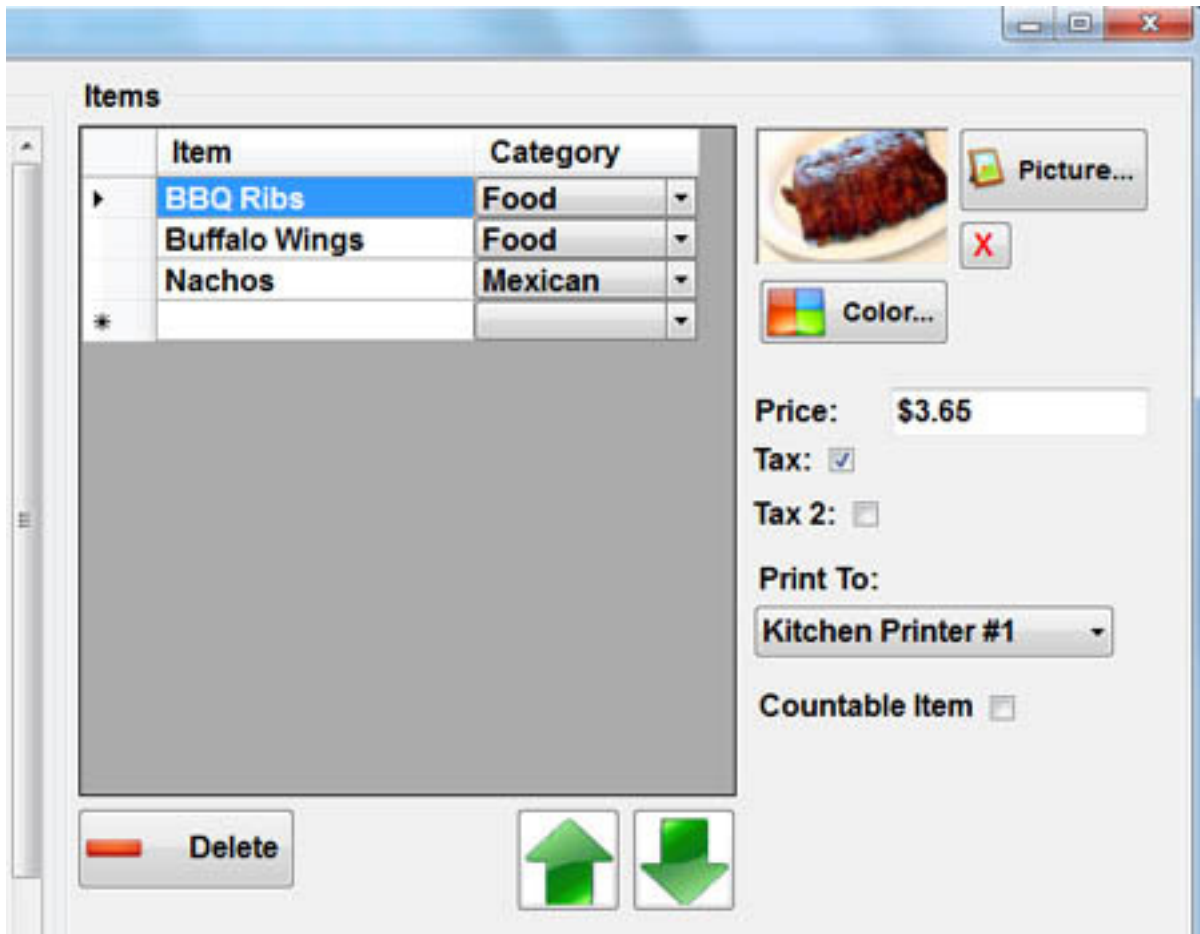 Items
Item Category
BBQ Ribs Food
Buffalo Wings Food
Nachos Mexican
*
Picture...
X
Color...
Price: $3.65
Tax:
Tax 2:
Print To:
Kitchen Printer #1
Countable Item
Delete